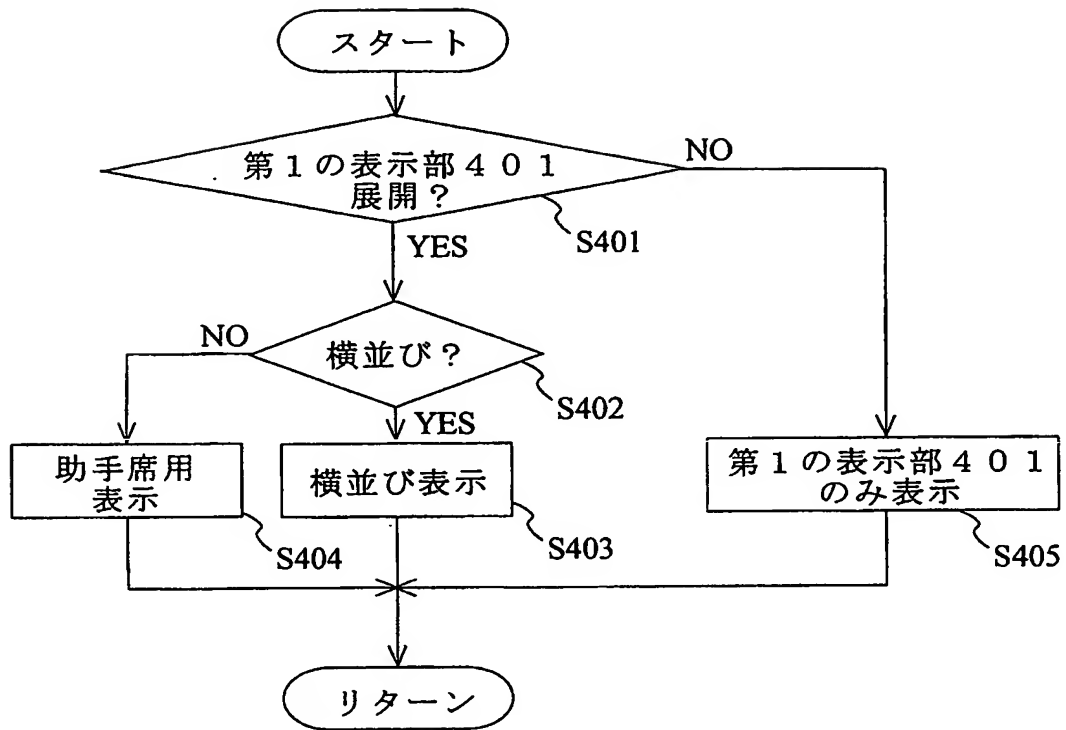 スタート
第1の表示部401
展開?
NO
S401
YES
NO
横並び?
S402
YES
助手席用
表示
S404
横並び表示
S403
第1の表示部401
のみ表示
S405
リターン